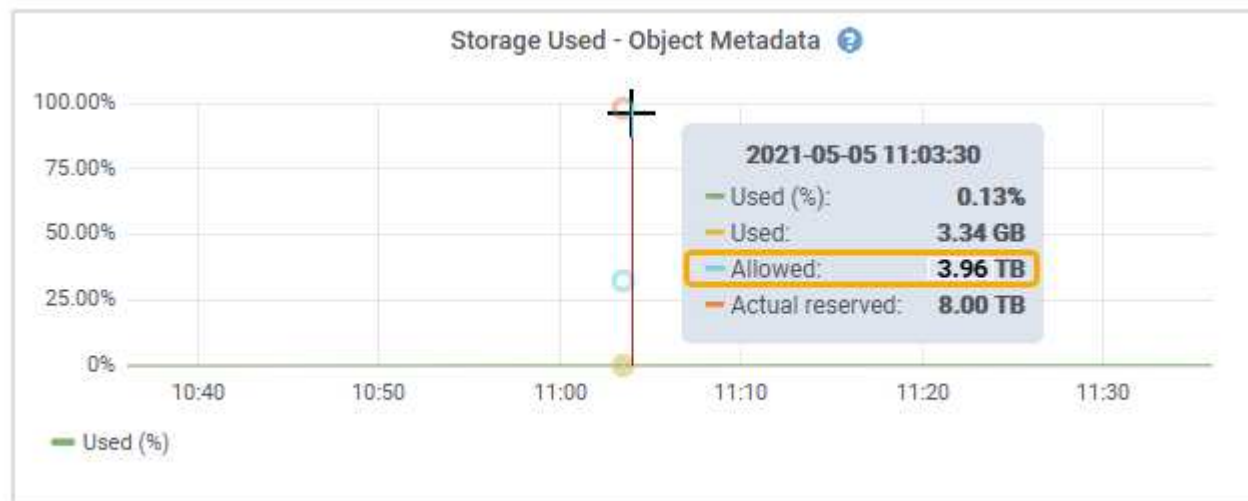 Storage Used - Object Metadata ?
100.00%
75.00%
50.00%
25.00%
0%
10:40 10:50 11:00 11:10 11:20 11:30
2021-05-05 11:03:30
Used (%): 0.13%
Used: 3.34 GB
Allowed: 3.96 TB
Actual reserved: 8.00 TB
Used (%)